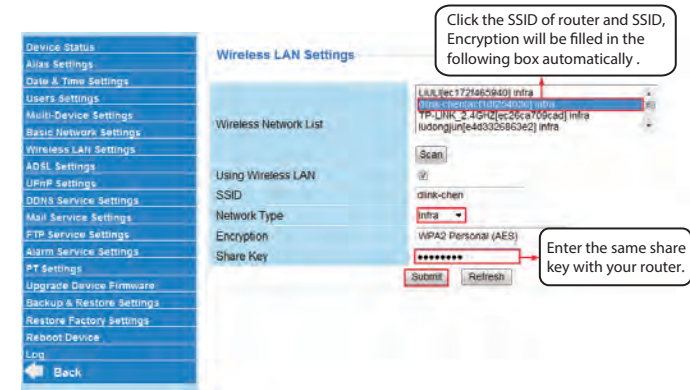 Click the SSID of router and SSID,
Encryption will be filled in the
following box automatically .
Device Status
Alias Settings
Date & Time Settings
Users Settings
Multi-Device Settings
Basic Network Settings
Wireless LAN Settings
ADSL Settings
UPnP Settings
DDNS Service Settings
Mail Service Settings
FTP Service Settings
Alarm Service Settings
PT Settings
Upgrade Device Firmware
Backup & Restore Settings
Restore Factory Settings
Reboot Device
Log
Back
Wireless LAN Settings
Wireless Network List
infra
infra
TP-LINK_2.4GHZ[ec26ca709cad] infra
ludongjun[e4d3326863e2] infra
Scan
Using Wireless LAN
SSID
dlink-chen
Network Type
Infra
Encryption
WPA2 Personal (AES)
Share Key
••••••••
Enter the same share
key with your router.
Submit Refresh